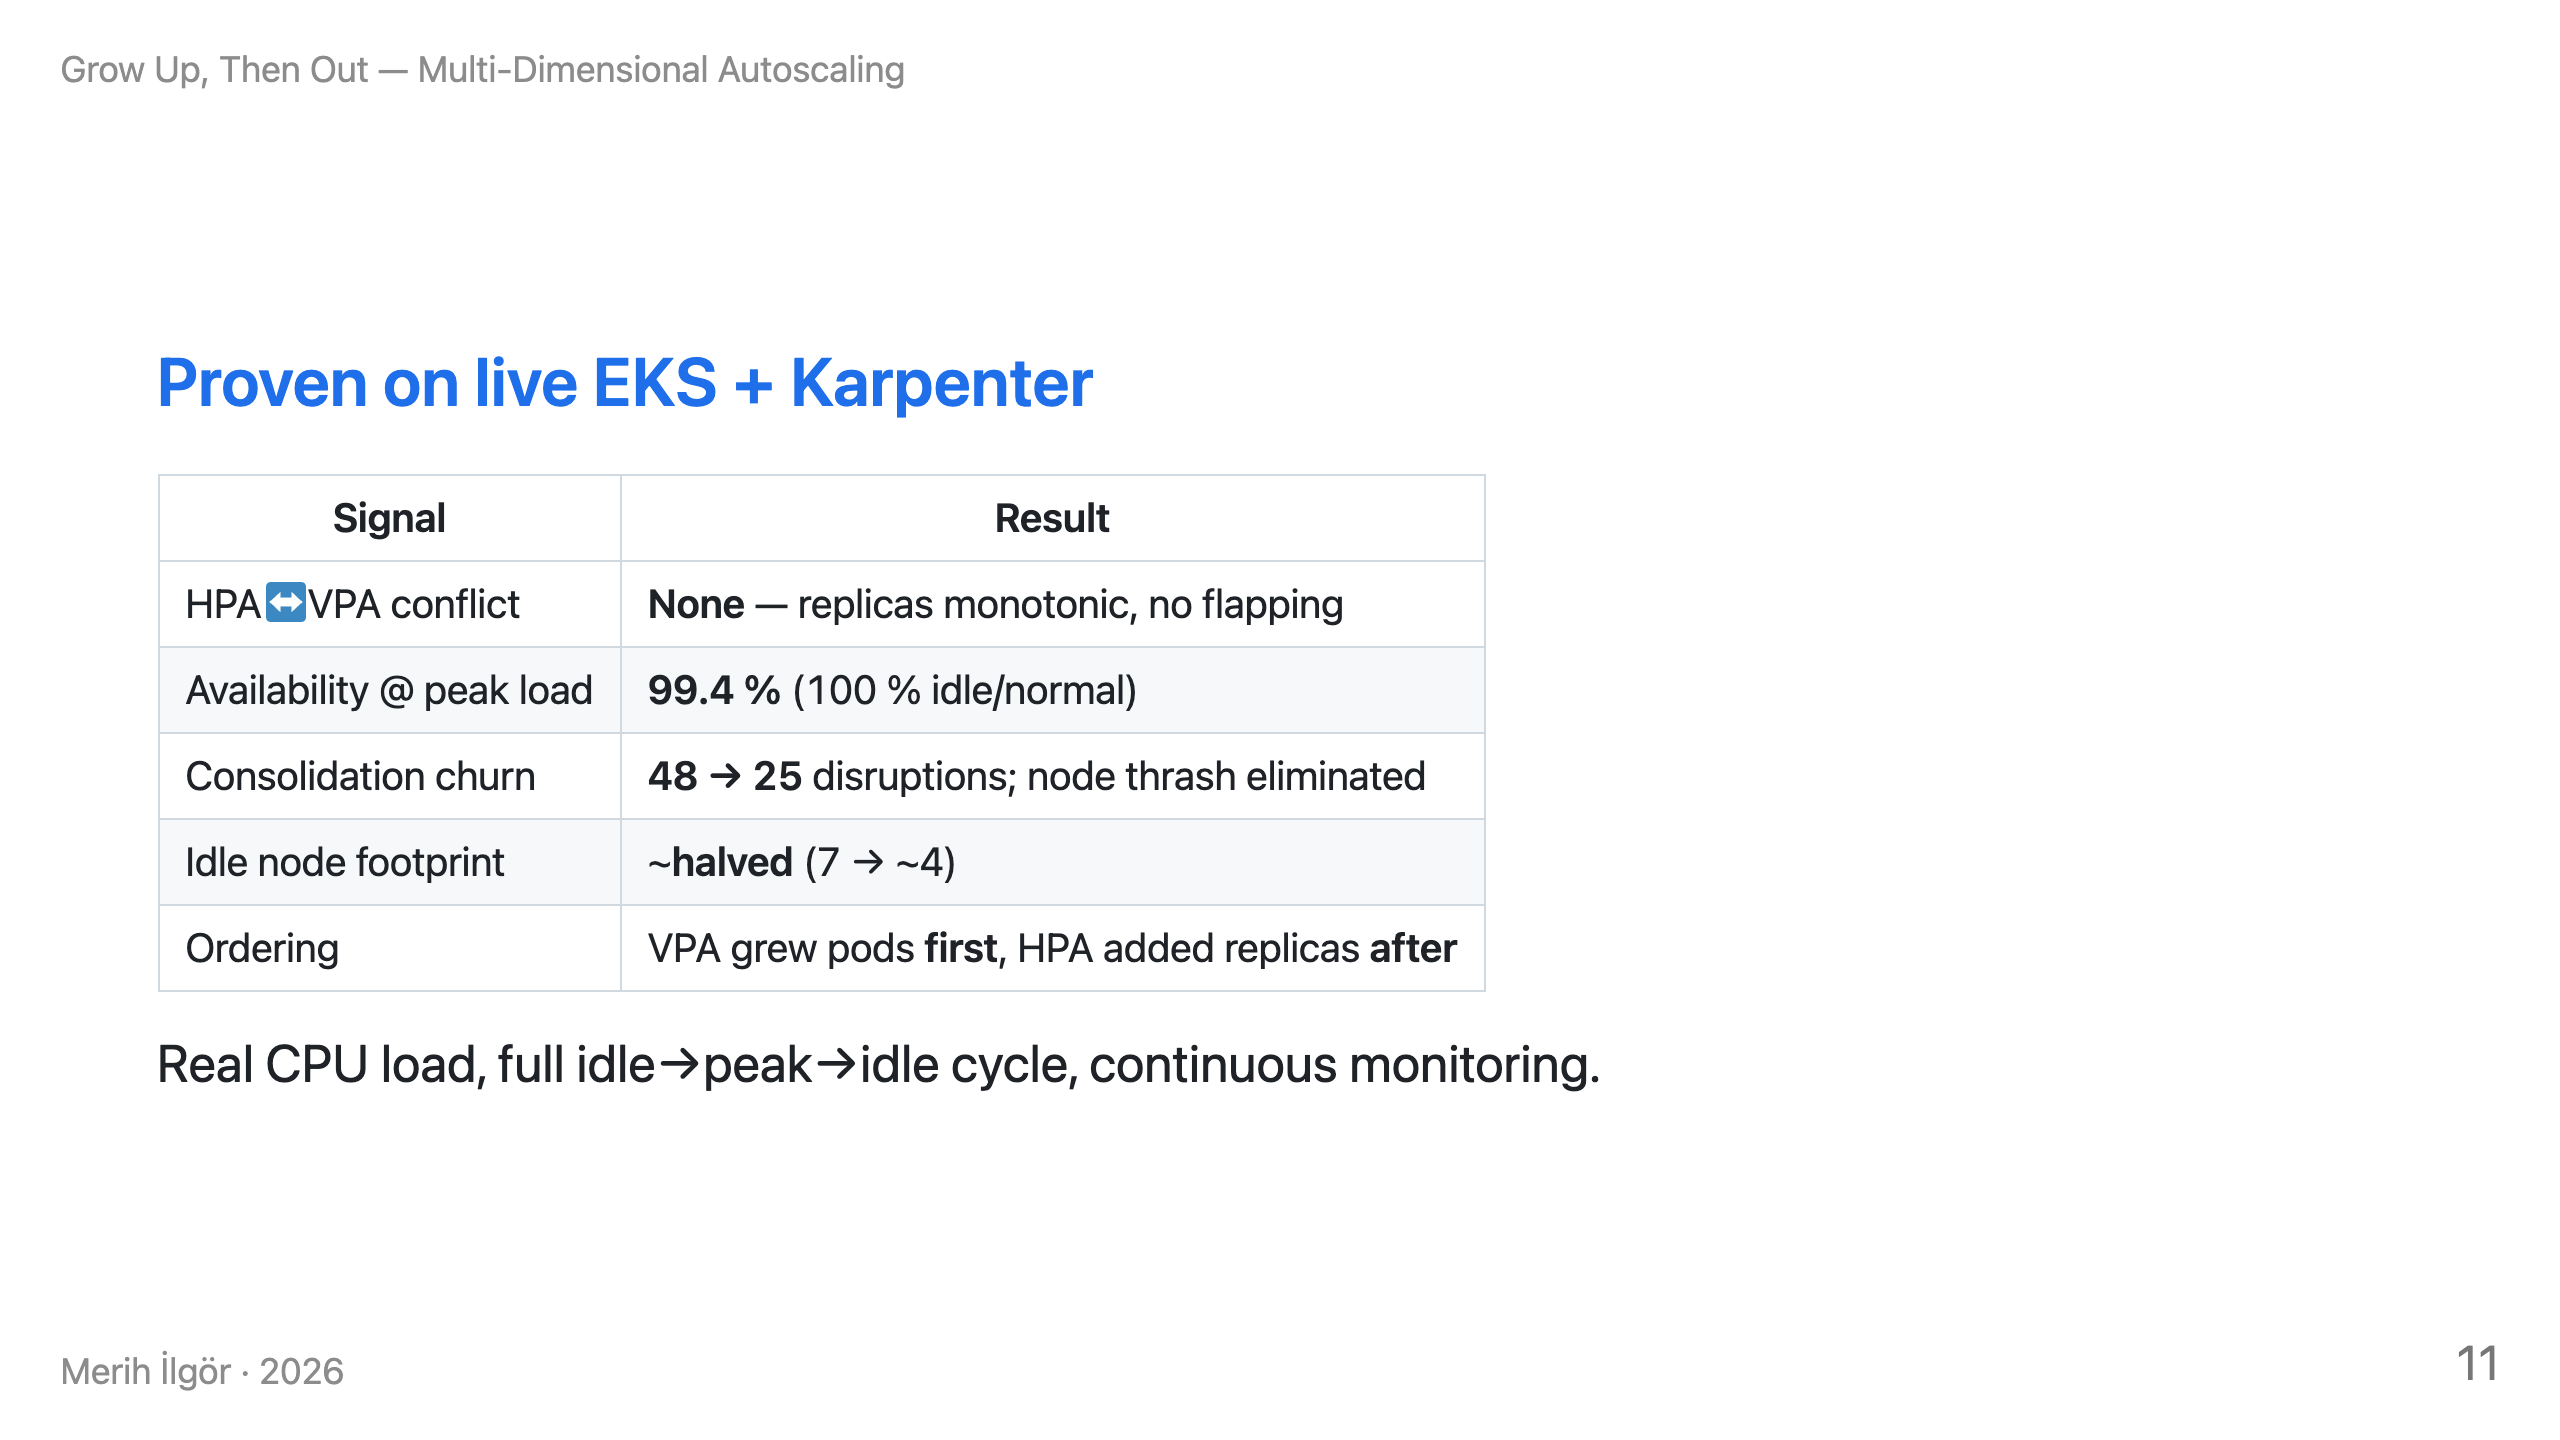 Grow Up, Then Out — Multi-Dimensional Autoscaling
Proven on live EKS + Karpenter
Signal
Result
HPA↔️VPA conflict
None — replicas monotonic, no flapping
Availability @ peak load
99.4 % (100 % idle/normal)
Consolidation churn
48 → 25 disruptions; node thrash eliminated
Idle node footprint
~halved (7 → ~4)
Ordering
VPA grew pods first, HPA added replicas after
Real CPU load, full idle→peak→idle cycle, continuous monitoring.
Merih İlgör · 2026
11